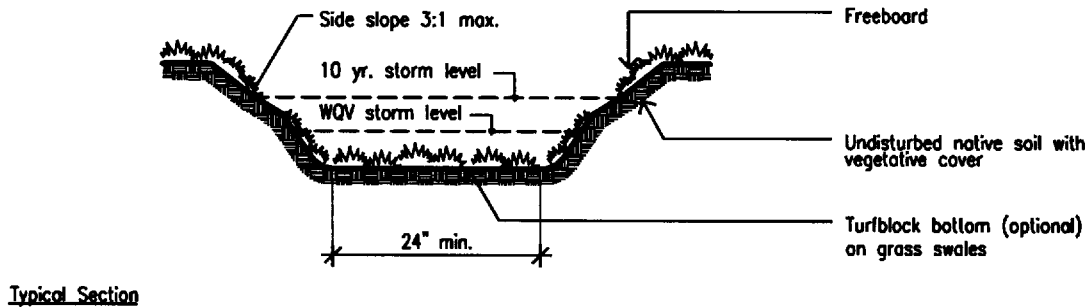 Side slope 3:1 max.
Freeboard
10 yr. storm level
WQV storm level
Undisturbed native soil with
vegetative cover
Turfblock bottom (optional)
on grass swales
24" min.
Typical Section